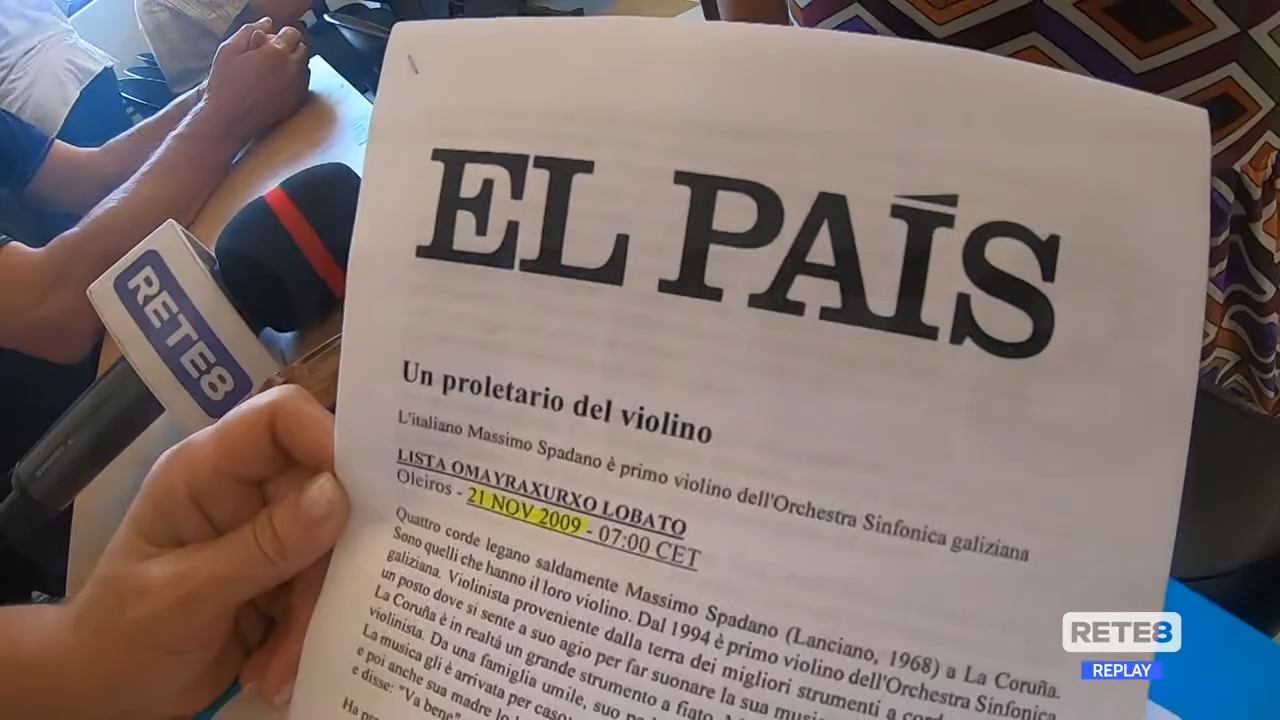 EL PAÍS
Un proletario del violino
L'italiano Massimo Spadano è primo violino dell'Orchestra Sinfonica galiziana
LISTA OMAYRAXURXO LOBATO
Oleiros - 21 NOV 2009 - 07:00 CET
Quattro corde legano saldamente Massimo Spadano (Lanciano, 1968) a La Coruña.
Sono quelli che hanno il loro violino. Dal 1994 è primo violino dell'Orchestra Sinfonica
galiziana. Violinista proveniente dalla terra dei migliori strumenti a
un posto dove si sente a suo agio per far suonare la sua
La Coruña è in realtà un grande strumento a fiato.
violinista. Da una famiglia umile, suo
La musica gli è arrivata per caso
e poi anche sua madre lo
e disse: "Va bene"
Ha
RETE8
RETE8
REPLAY